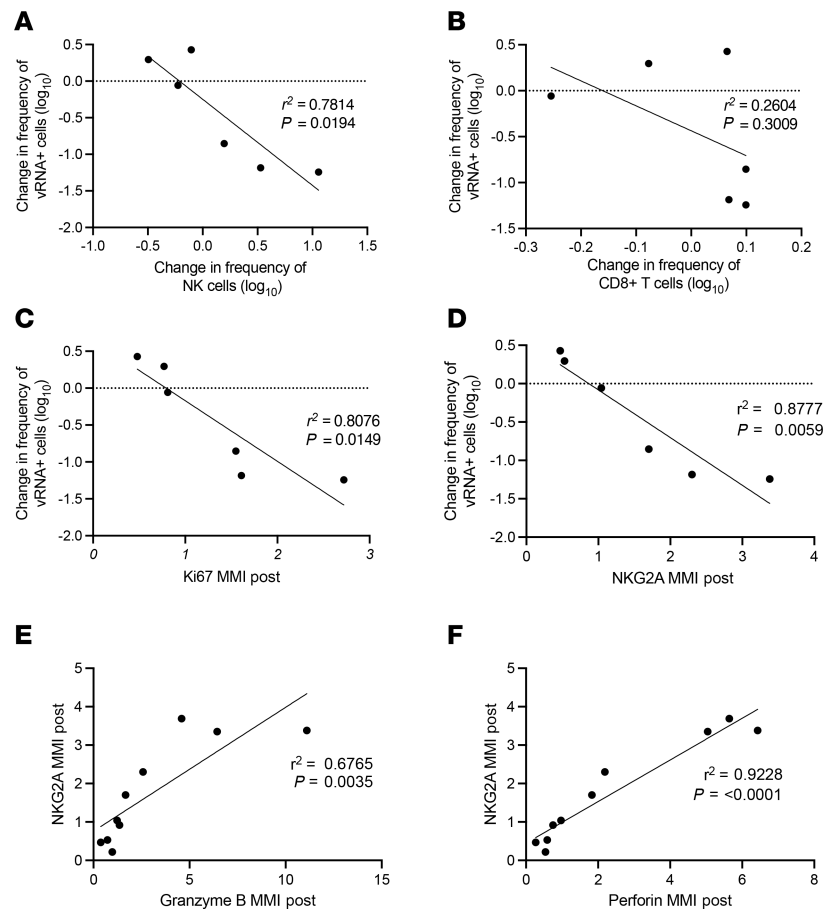 A
Change in frequency of
vRNA+ cells (log10)
0.5
0.0
-0.5
-1.0
-1.5
-2.0
r2 = 0.7814
P = 0.0194
-1.0 -0.5 0.0 0.5 1.0 1.5
Change in frequency of
NK cells (log10)
B
Change in frequency of
vRNA+ cells (log10)
0.5
0.0
-0.5
-1.0
-1.5
r2 = 0.2604
P = 0.3009
-0.3 -0.2 -0.1 0.0 0.1 0.2
Change in frequency of
CD8+ T cells (log10)
C
Change in frequency of
vRNA+ cells (log10)
0.5
0.0
-0.5
-1.0
-1.5
-2.0
r2 = 0.8076
P = 0.0149
0 1 2 3
Ki67 MMI post
D
Change in frequency of
vRNA+ cells (log10)
0.5
0.0
-0.5
-1.0
-1.5
-2.0
r2 = 0.8777
P = 0.0059
0 1 2 3 4
NKG2A MMI post
E
NKG2A MMI post
5
4
3
2
1
0
r2 = 0.6765
P = 0.0035
0 5 10 15
Granzyme B MMI post
F
NKG2A MMI post
5
4
3
2
1
0
r2 = 0.9228
P = <0.0001
0 2 4 6 8
Perforin MMI post